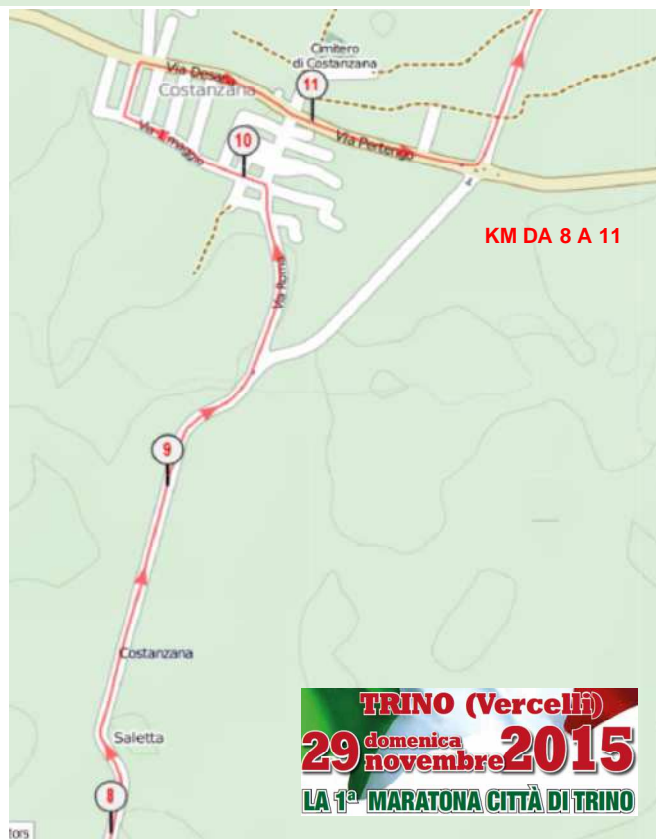 Cimitero
di Costanzana
Via Desana
Costanzana
11
10
Via Pertengo
KM DA 8 A 11
Via Roma
9
Costanzana
Saletta
8
tors
TRINO (Vercelli)
29 domenica novembre 2015
LA 1ª MARATONA CITTÀ DI TRINO